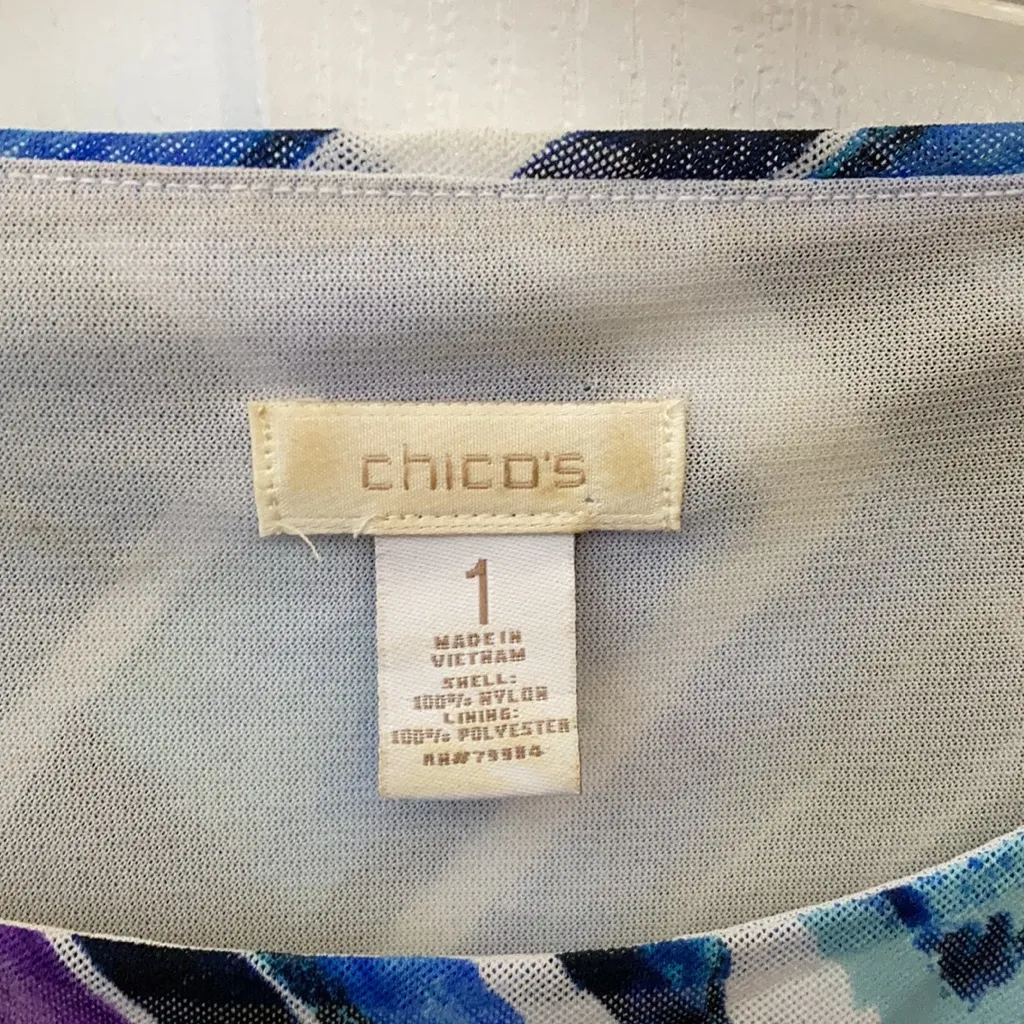 chico's
1
MADE IN
VIETNAM
SHELL:
100% NYLON
LINING:
100% POLYESTER
RN#79984